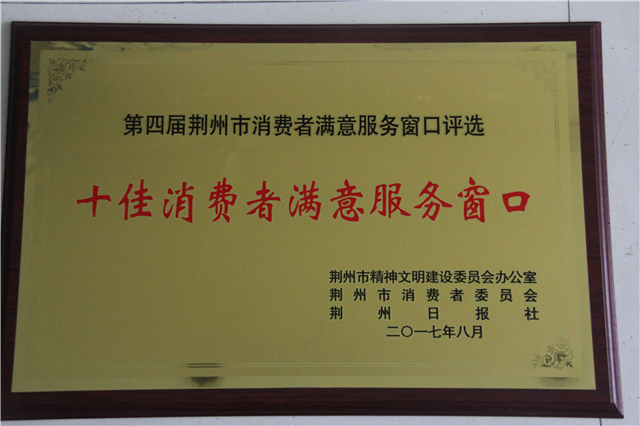 第四届荆州市消费者满意服务窗口评选
十佳消费者满意服务窗口
荆州市精神文明建设委员会办公室
荆州市消费者委员会
荆州日报社
二〇一七年八月